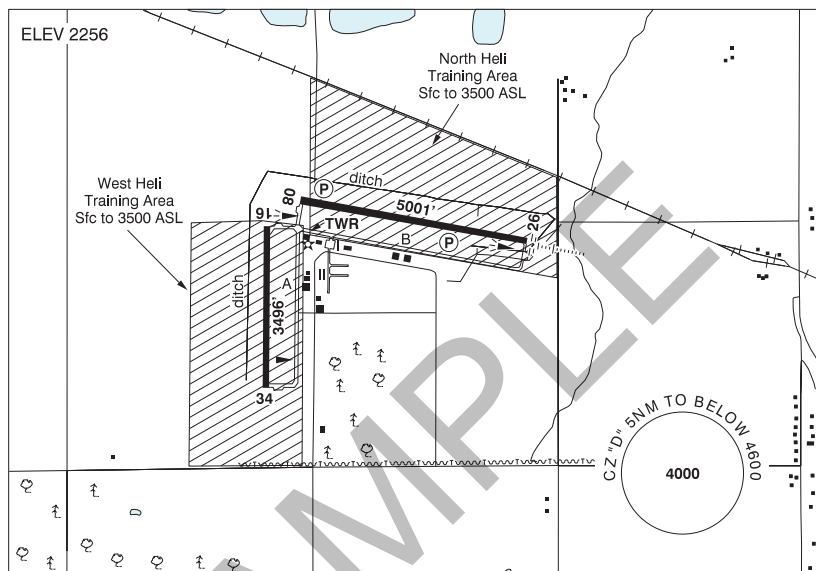 ELEV 2256
North Heli
Training Area
Sfc to 3500 ASL
West Heli
Training Area
Sfc to 3500 ASL
ditch
P
08
5001'
16
TWR
26
P
B
I
II
A
ditch
3496'
34
CZ "D" 5NM TO BELOW 4600
4000
SAMPLE